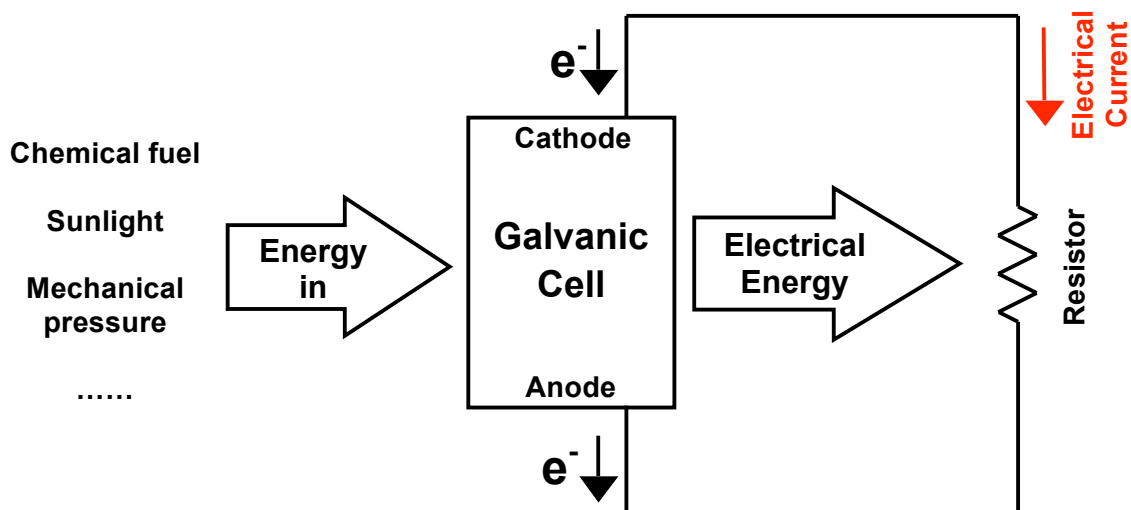 Chemical fuel
Sunlight
Mechanical
pressure
......
Energy
in
e-
Cathode
Galvanic
Cell
Anode
e-
Electrical
Energy
Electrical
Current
Resistor